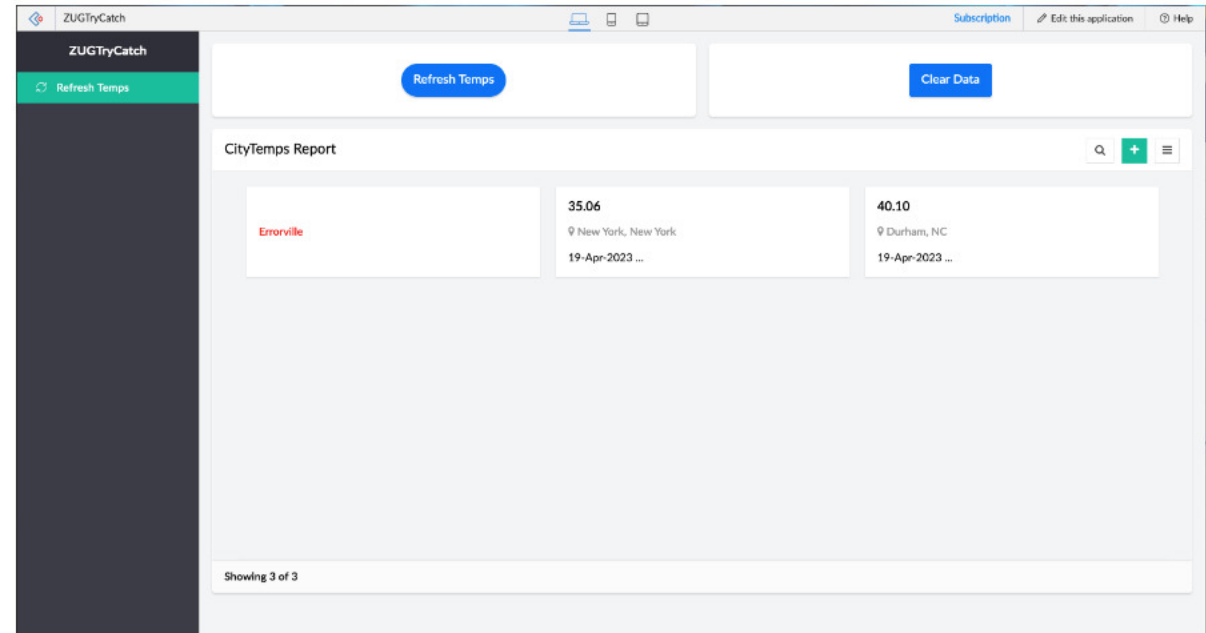 ZUGTryCatch
Subscription
Edit this application
Help
ZUGTryCatch
Refresh Temps
Refresh Temps
Clear Data
CityTemps Report
Errorville
35.06
New York, New York
19-Apr-2023 ...
40.10
Durham, NC
19-Apr-2023 ...
Showing 3 of 3